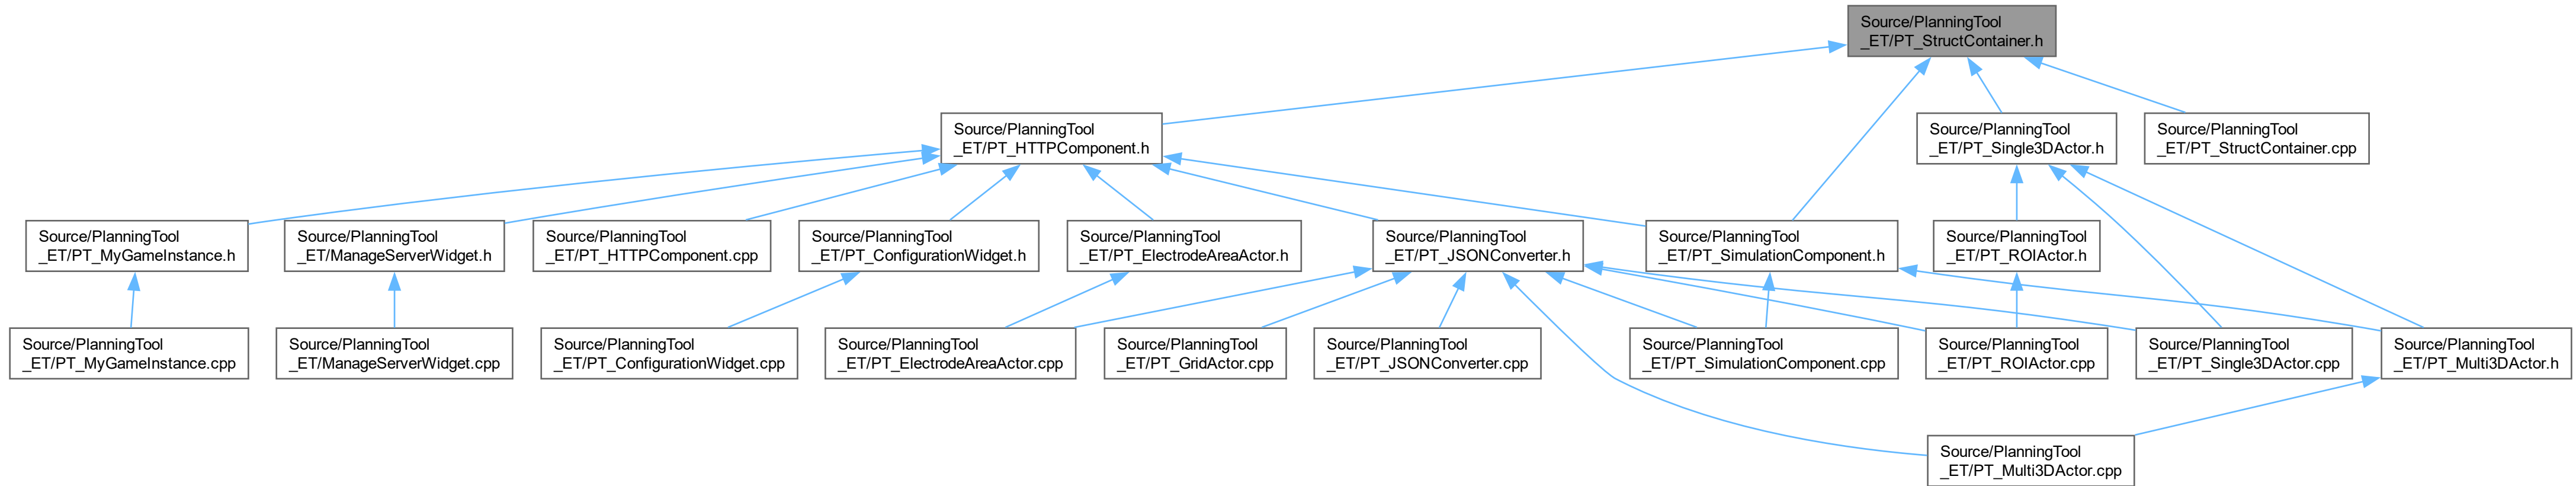 Source/PlanningTool
_ET/PT_StructContainer.h
Source/PlanningTool
_ET/PT_HTTPComponent.h
Source/PlanningTool
_ET/PT_Single3DActor.h
Source/PlanningTool
_ET/PT_StructContainer.cpp
Source/PlanningTool
_ET/PT_MyGameInstance.h
Source/PlanningTool
_ET/ManageServerWidget.h
Source/PlanningTool
_ET/PT_HTTPComponent.cpp
Source/PlanningTool
_ET/PT_ConfigurationWidget.h
Source/PlanningTool
_ET/PT_ElectrodeAreaActor.h
Source/PlanningTool
_ET/PT_JSONConverter.h
Source/PlanningTool
_ET/PT_SimulationComponent.h
Source/PlanningTool
_ET/PT_ROIActor.h
Source/PlanningTool
_ET/PT_MyGameInstance.cpp
Source/PlanningTool
_ET/ManageServerWidget.cpp
Source/PlanningTool
_ET/PT_ConfigurationWidget.cpp
Source/PlanningTool
_ET/PT_ElectrodeAreaActor.cpp
Source/PlanningTool
_ET/PT_GridActor.cpp
Source/PlanningTool
_ET/PT_JSONConverter.cpp
Source/PlanningTool
_ET/PT_SimulationComponent.cpp
Source/PlanningTool
_ET/PT_ROIActor.cpp
Source/PlanningTool
_ET/PT_Single3DActor.cpp
Source/PlanningTool
_ET/PT_Multi3DActor.h
Source/PlanningTool
_ET/PT_Multi3DActor.cpp